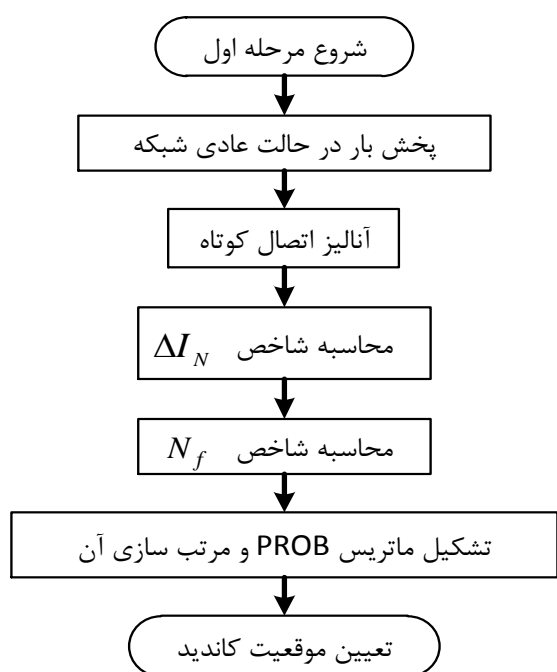 شروع مرحله اول
پخش بار در حالت عادی شبکه
آنالیز اتصال کوتاه
محاسبه شاخص ΔI_N
محاسبه شاخص N_f
تشکیل ماتریس PROB و مرتب سازی آن
تعیین موقعیت کاندید